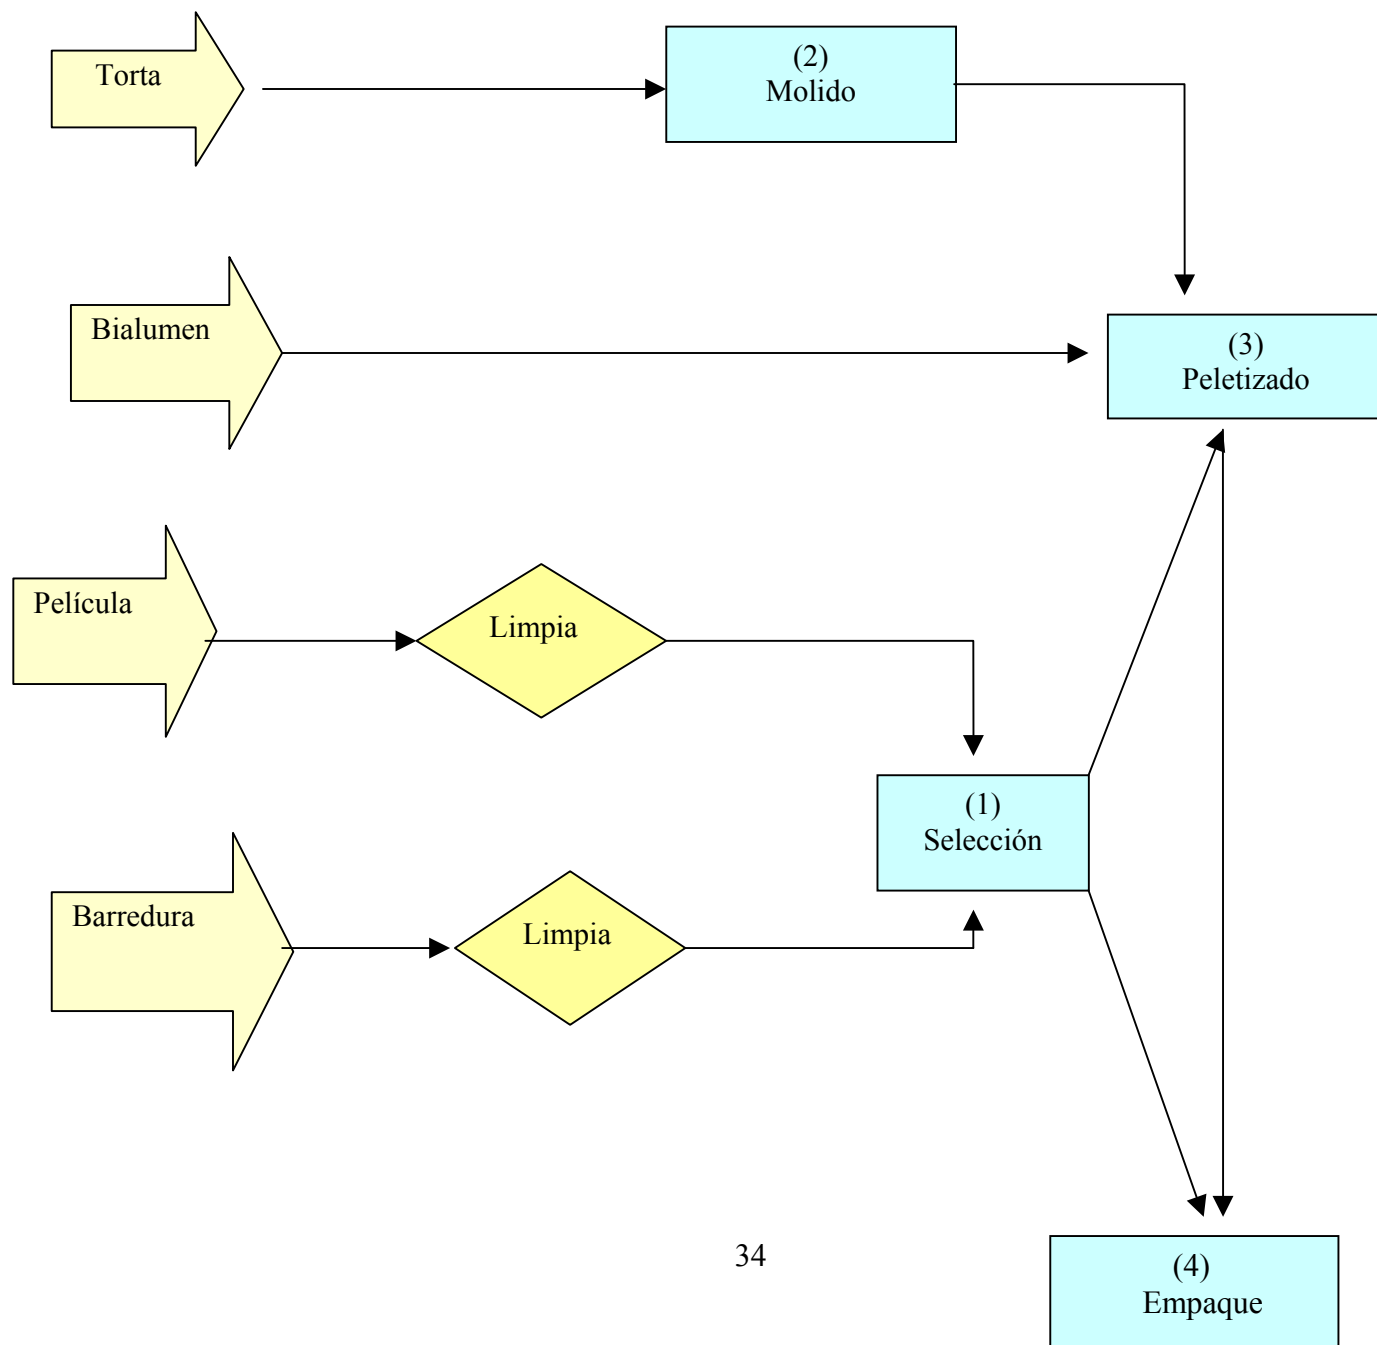 Torta
(2)
Molido
Bialumen
(3)
Peletizado
Película
Limpia
(1)
Selección
Barredura
Limpia
34
(4)
Empaque